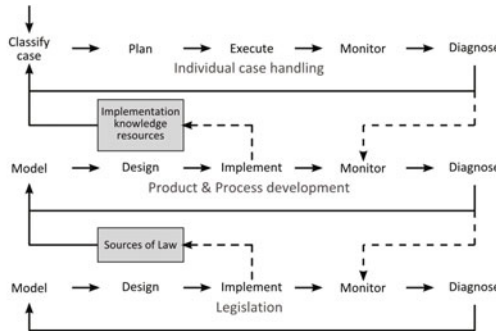 Classify
case
Plan
Execute
Monitor
Diagnose
Individual case handling
Implementation
knowledge
resources
Model
Design
Implement
Monitor
Diagnose
Product & Process development
Sources of Law
Model
Design
Implement
Monitor
Diagnose
Legislation